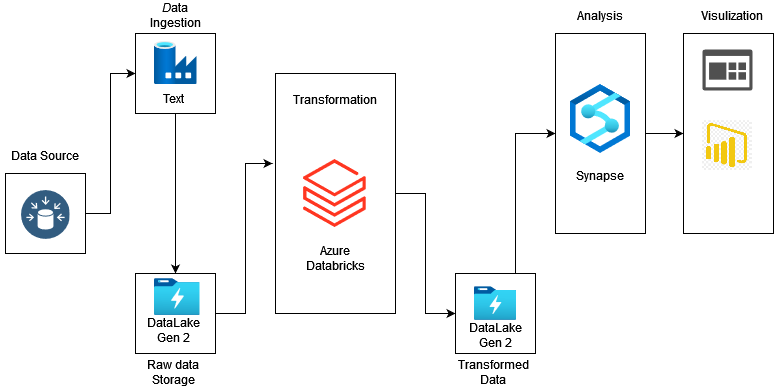 Data Source
Data
Ingestion
Text
DataLake
Gen 2
Raw data
Storage
Transformation
Azure
Databricks
DataLake
Gen 2
Transformed
Data
Analysis
Synapse
Visulization